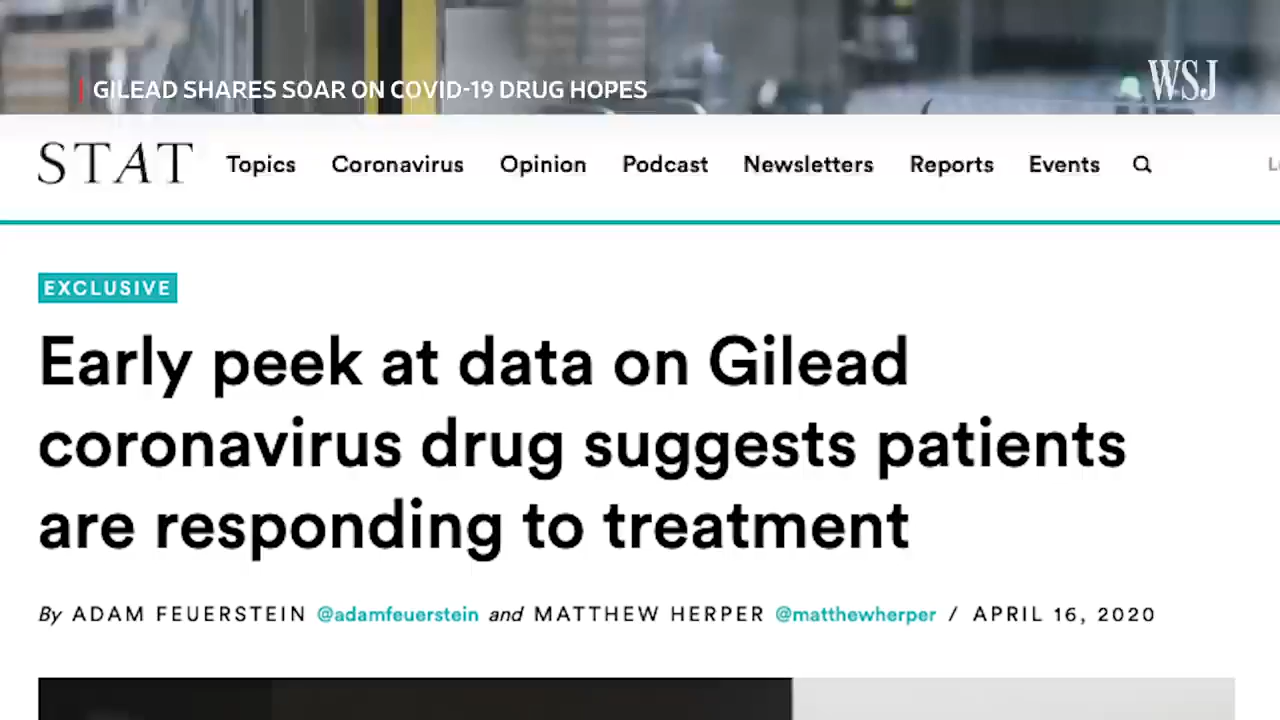 GILEAD SHARES SOAR ON COVID-19 DRUG HOPES
WSJ
STAT Topics Coronavirus Opinion Podcast Newsletters Reports Events
EXCLUSIVE
Early peek at data on Gilead
coronavirus drug suggests patients
are responding to treatment
By ADAM FEUERSTEIN @adamfeuerstein and MATTHEW HERPER @matthewherper / APRIL 16, 2020